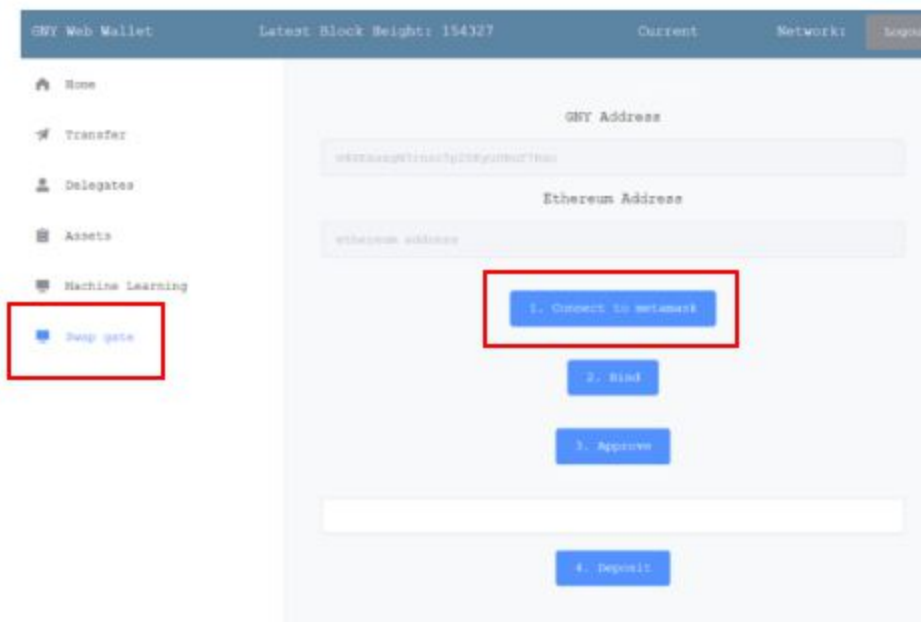 GNY Web Wallet Latest Block Height: 154327 Current Network: Logout
Home
Transfer
Delegates
Assets
Machine Learning
Swap gate
GNY Address
Ethereum Address
ethereum address
1. Connect to metamask
2. Bind
3. Approve
4. Deposit